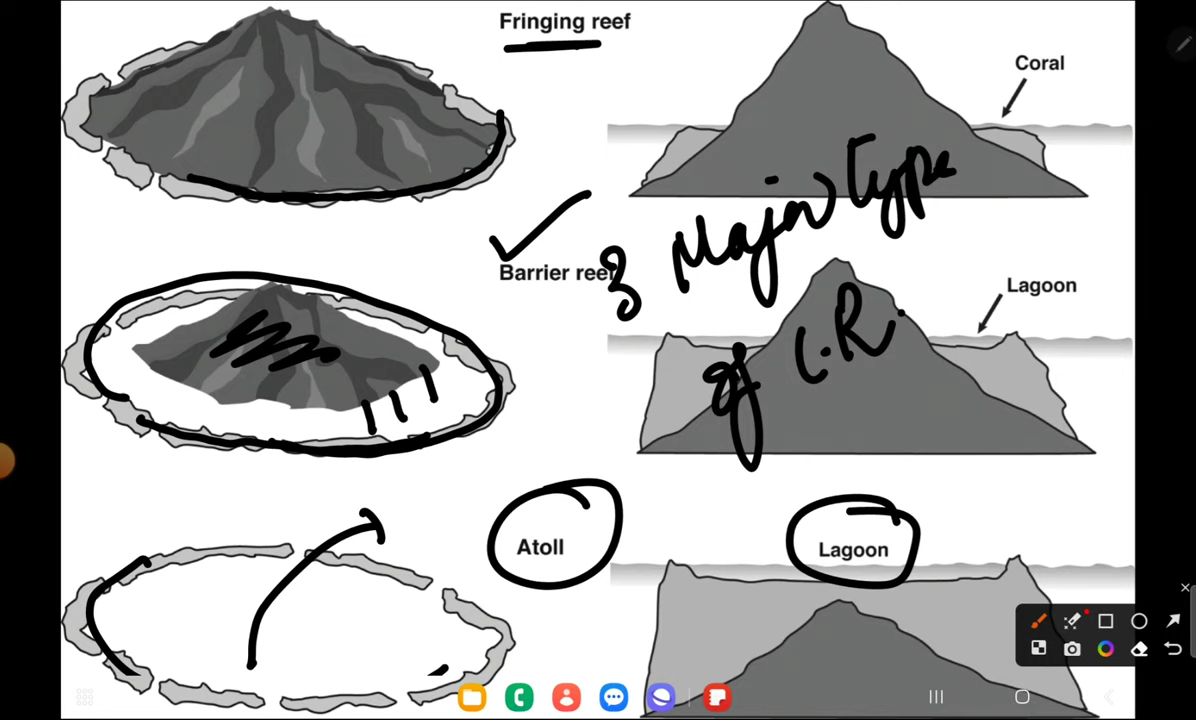 Fringing reef
Coral
3 Major type
Barrier reef
Lagoon
of C.R.
Atoll
Lagoon